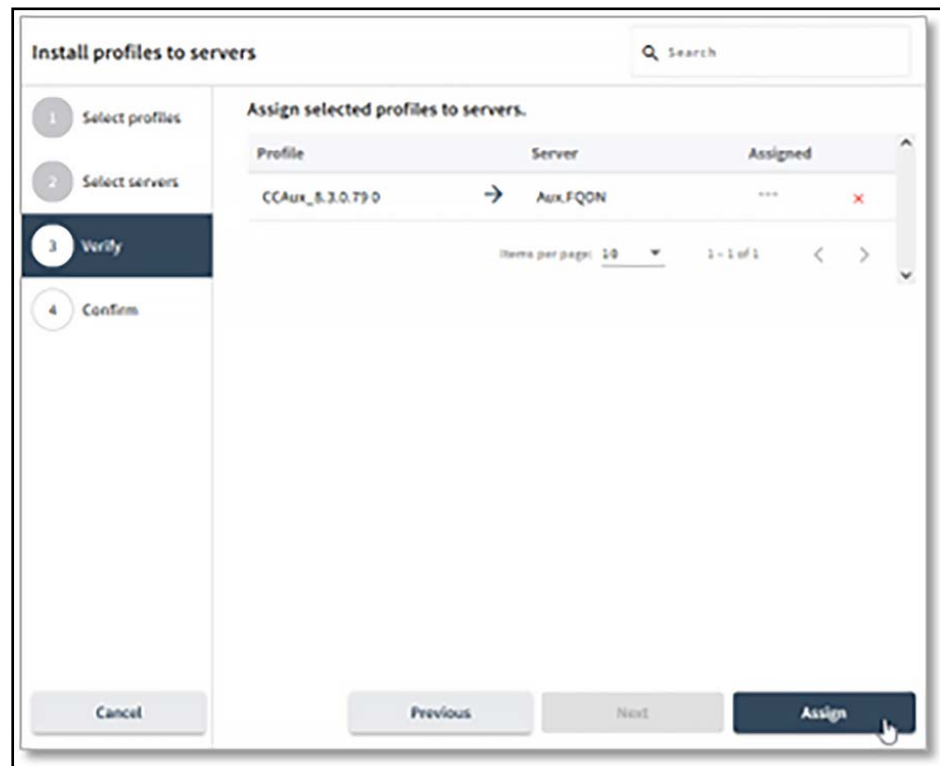 Install profiles to servers
Search
1 Select profiles
2 Select servers
3 Verify
4 Confirm
Assign selected profiles to servers.
Profile Server Assigned
CCAux_8.3.0.79 0 → Aux.FQDN --- ×
Items per page: 10 1 - 1 of 1
Cancel Previous Next Assign